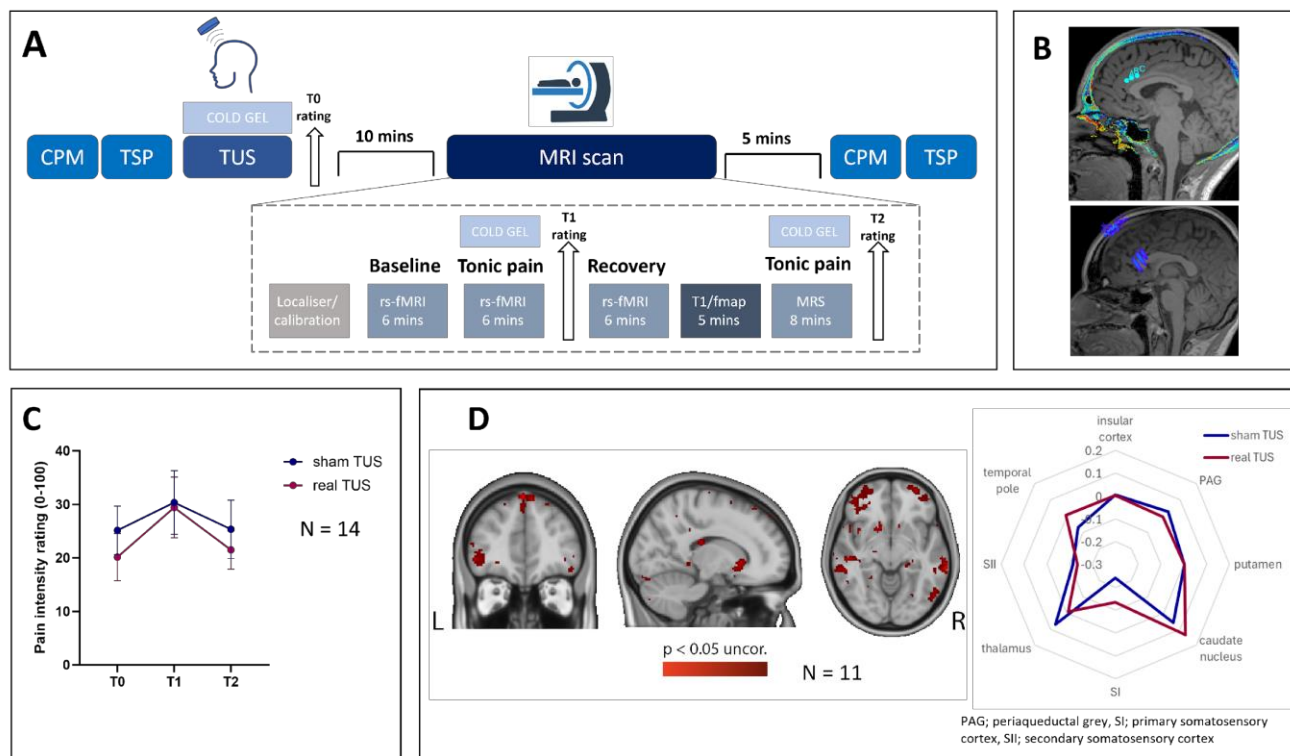 A
COLD GEL
T0
rating
CPM
TSP
TUS
10 mins
MRI scan
5 mins
CPM
TSP
COLD GEL
T1
rating
COLD GEL
T2
rating
Baseline
Tonic pain
Recovery
Tonic pain
Localiser/
calibration
rs-fMRI
6 mins
rs-fMRI
6 mins
rs-fMRI
6 mins
T1/fmap
5 mins
MRS
8 mins
B
C
Pain intensity rating (0-100)
40
30
20
10
0
T0
T1
T2
sham TUS
real TUS
N = 14
D
L
R
p < 0.05 uncor.
N = 11
insular
cortex
sham TUS
real TUS
0.2
0.1
0
-0.1
-0.2
-0.3
PAG
putamen
caudate
nucleus
SI
thalamus
SII
temporal
pole
PAG; periaqueductal grey, SI; primary somatosensory
cortex, SII; secondary somatosensory cortex